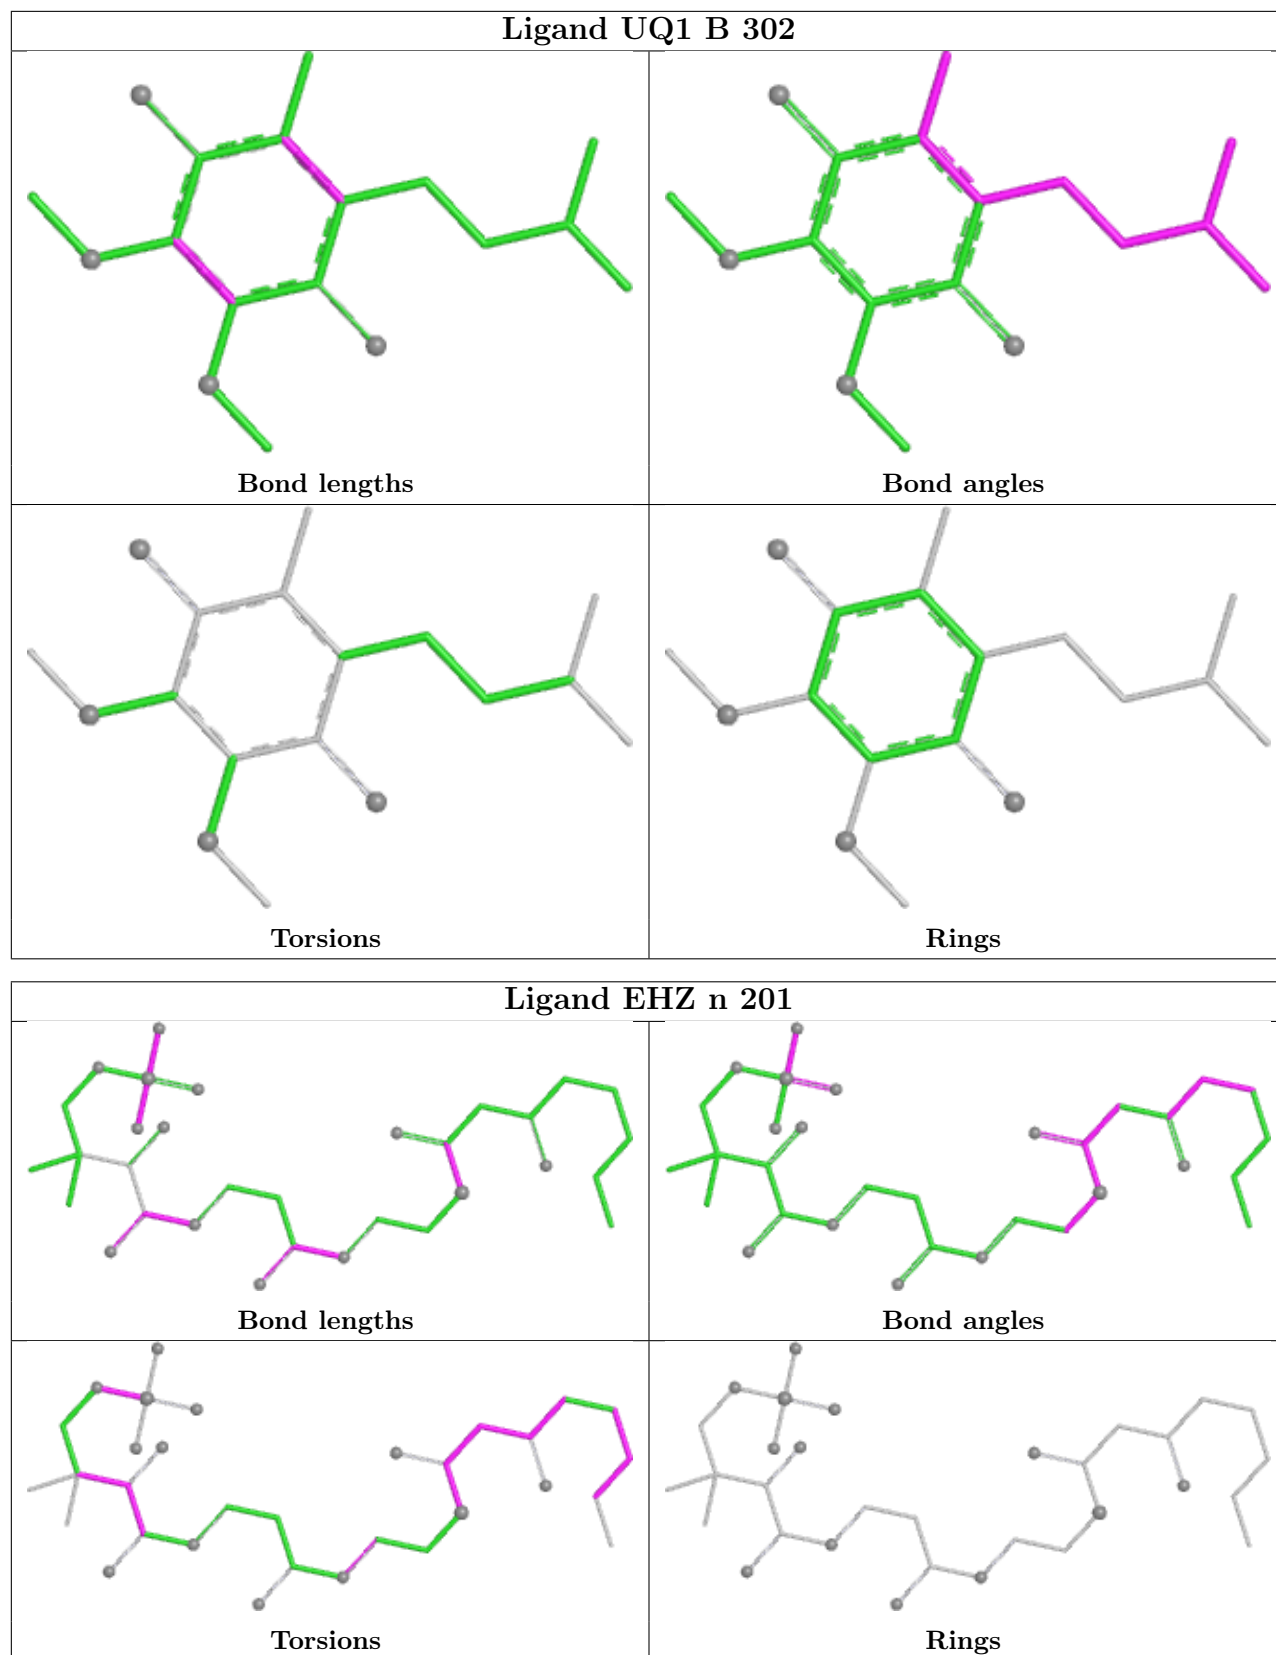 Ligand UQ1 B 302
Bond lengths
Bond angles
Torsions
Rings
Ligand EHZ n 201
Bond lengths
Bond angles
Torsions
Rings